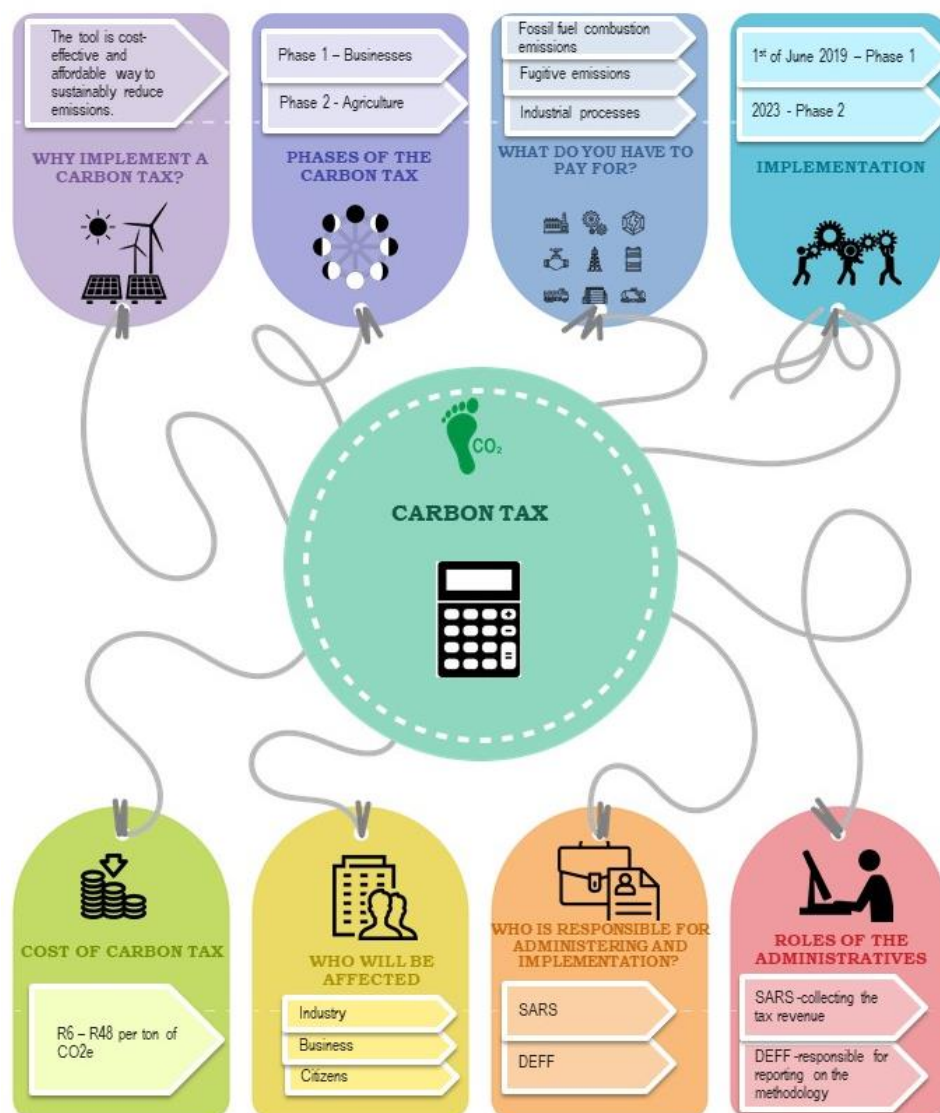 The tool is cost-
effective and
affordable way to
sustainably reduce
emissions.
WHY IMPLEMENT A
CARBON TAX?
Phase 1 – Businesses
Phase 2 - Agriculture
PHASES OF THE
CARBON TAX
Fossil fuel combustion
emissions
Fugitive emissions
Industrial processes
WHAT DO YOU HAVE TO
PAY FOR?
1st of June 2019 – Phase 1
2023 - Phase 2
IMPLEMENTATION
CO₂
CARBON TAX
+
−
=
COST OF CARBON TAX
R6 – R48 per ton of
CO2e
WHO WILL BE
AFFECTED
Industry
Business
Citizens
WHO IS RESPONSIBLE FOR
ADMINISTERING AND
IMPLEMENTATION?
SARS
DEFF
ROLES OF THE
ADMINISTRATIVES
SARS -collecting the
tax revenue
DEFF -responsible for
reporting on the
methodology